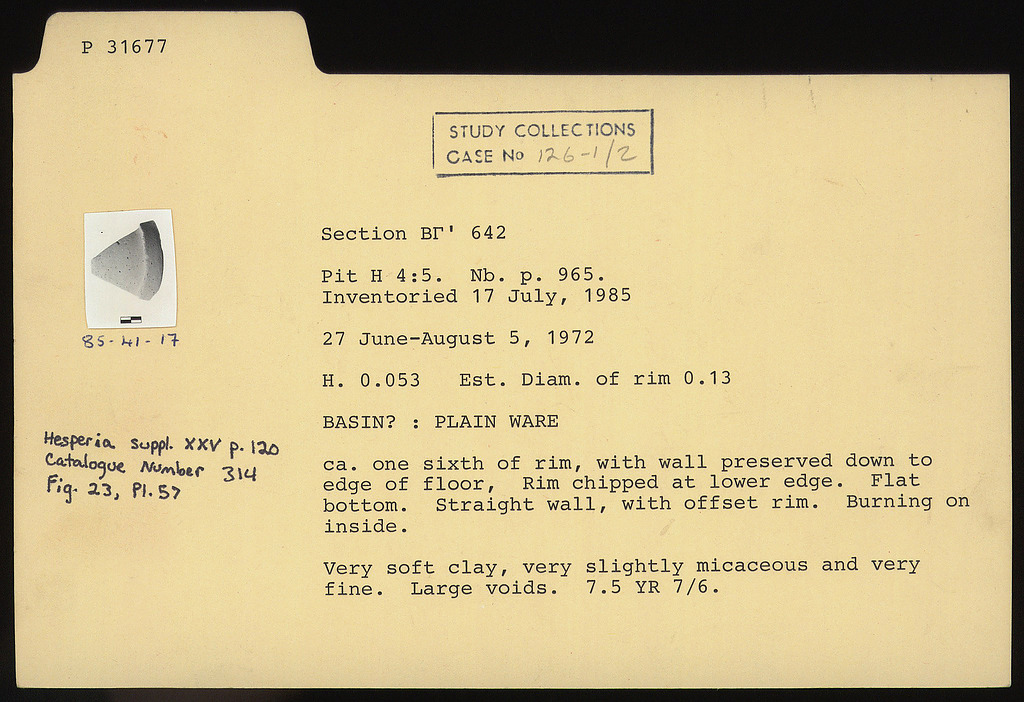 P 31677
STUDY COLLECTIONS
CASE No 126-1/2
Section ΒΓ' 642
Pit H 4:5. Nb. p. 965.
Inventoried 17 July, 1985
85-41-17
27 June-August 5, 1972
H. 0.053 Est. Diam. of rim 0.13
BASIN? : PLAIN WARE
Hesperia suppl. XXV p. 120
Catalogue Number 314
Fig. 23, Pl. 57
ca. one sixth of rim, with wall preserved down to
edge of floor, Rim chipped at lower edge. Flat
bottom. Straight wall, with offset rim. Burning on
inside.
Very soft clay, very slightly micaceous and very
fine. Large voids. 7.5 YR 7/6.